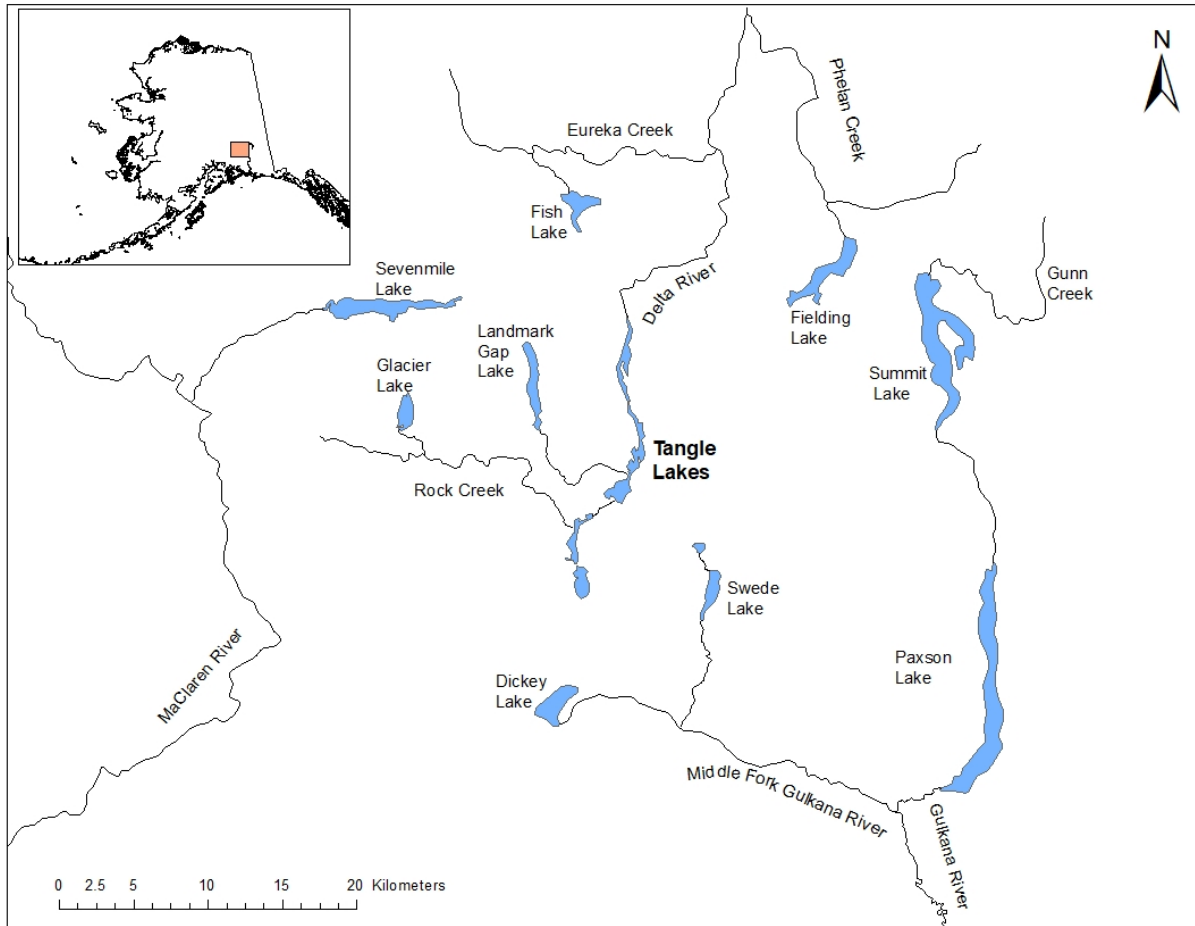 N
Phelan Creek
Eureka Creek
Fish
Lake
Sevenmile
Lake
Delta River
Gunn
Creek
Fielding
Lake
Landmark
Gap
Lake
Glacier
Lake
Summit
Lake
Tangle
Lakes
Rock Creek
Swede
Lake
MaClaren River
Paxson
Lake
Dickey
Lake
Middle Fork Gulkana River
Gulkana River
0 2.5 5 10 15 20 Kilometers